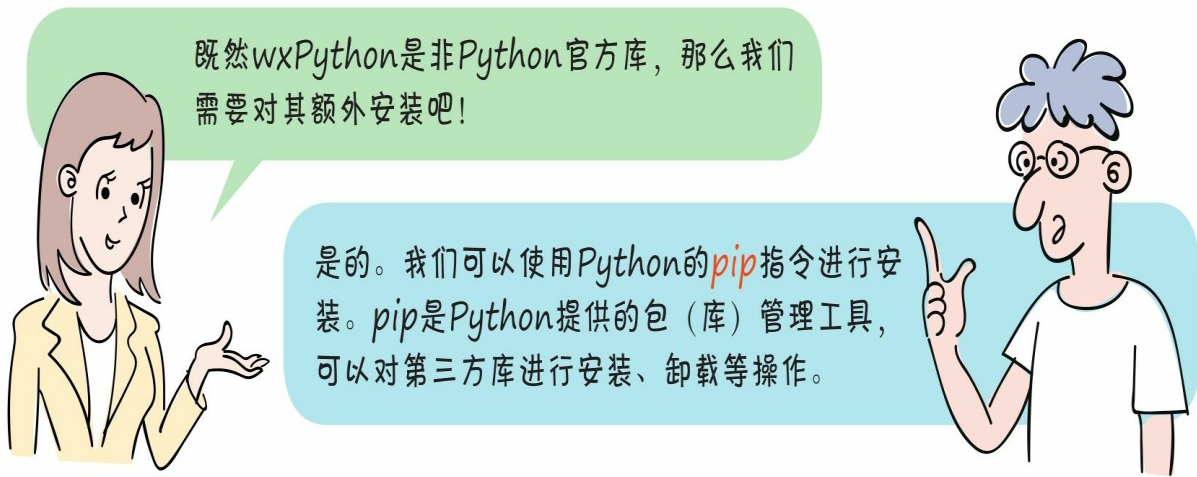 既然wxPython是非Python官方库，那么我们
需要对其额外安装吧！
是的。我们可以使用Python的pip指令进行安
装。pip是Python提供的包（库）管理工具，
可以对第三方库进行安装、卸载等操作。